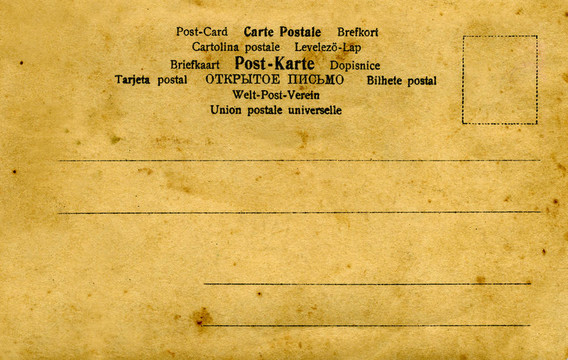 Post-Card Carte Postale Brefkort
Cartolina postale Levelező-Lap
Briefkaart Post-Karte Dopisnice
Tarjeta postal ОТКРЫТОЕ ПИСЬМО Bilhete postal
Welt-Post-Verein
Union postale universelle